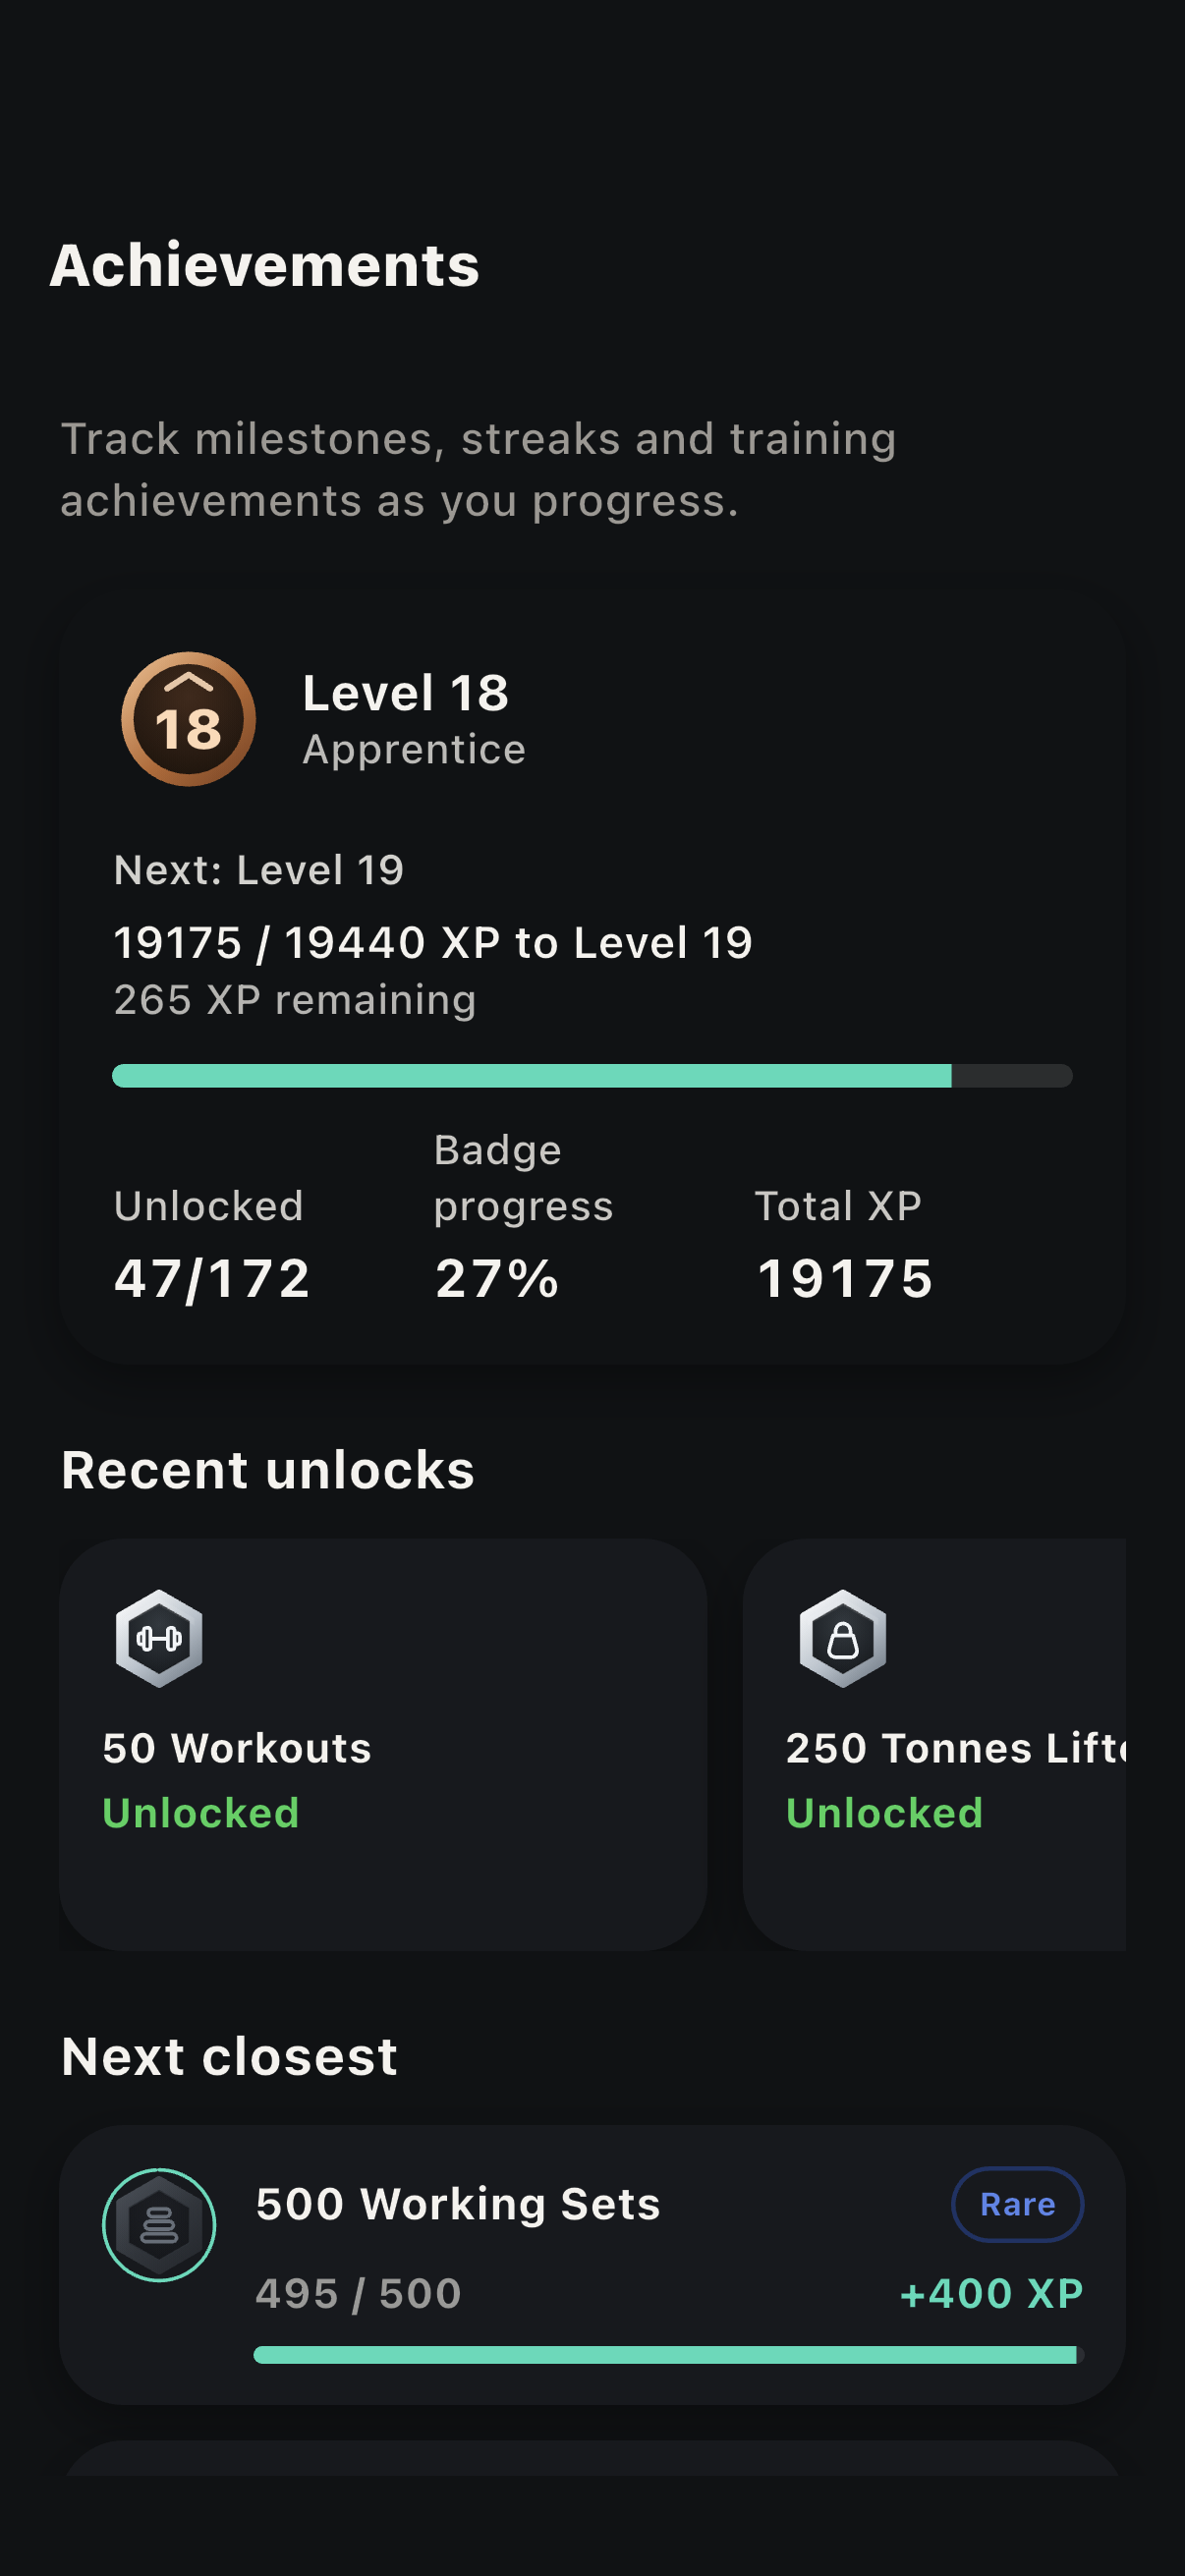 Achievements
Track milestones, streaks and training
achievements as you progress.
18
Level 18
Apprentice
Next: Level 19
19175 / 19440 XP to Level 19
265 XP remaining
Unlocked
47/172
Badge
progress
27%
Total XP
19175
Recent unlocks
50 Workouts
Unlocked
250 Tonnes
Unlocked
Next closest
500 Working Sets
Rare
495 / 500
+400 XP